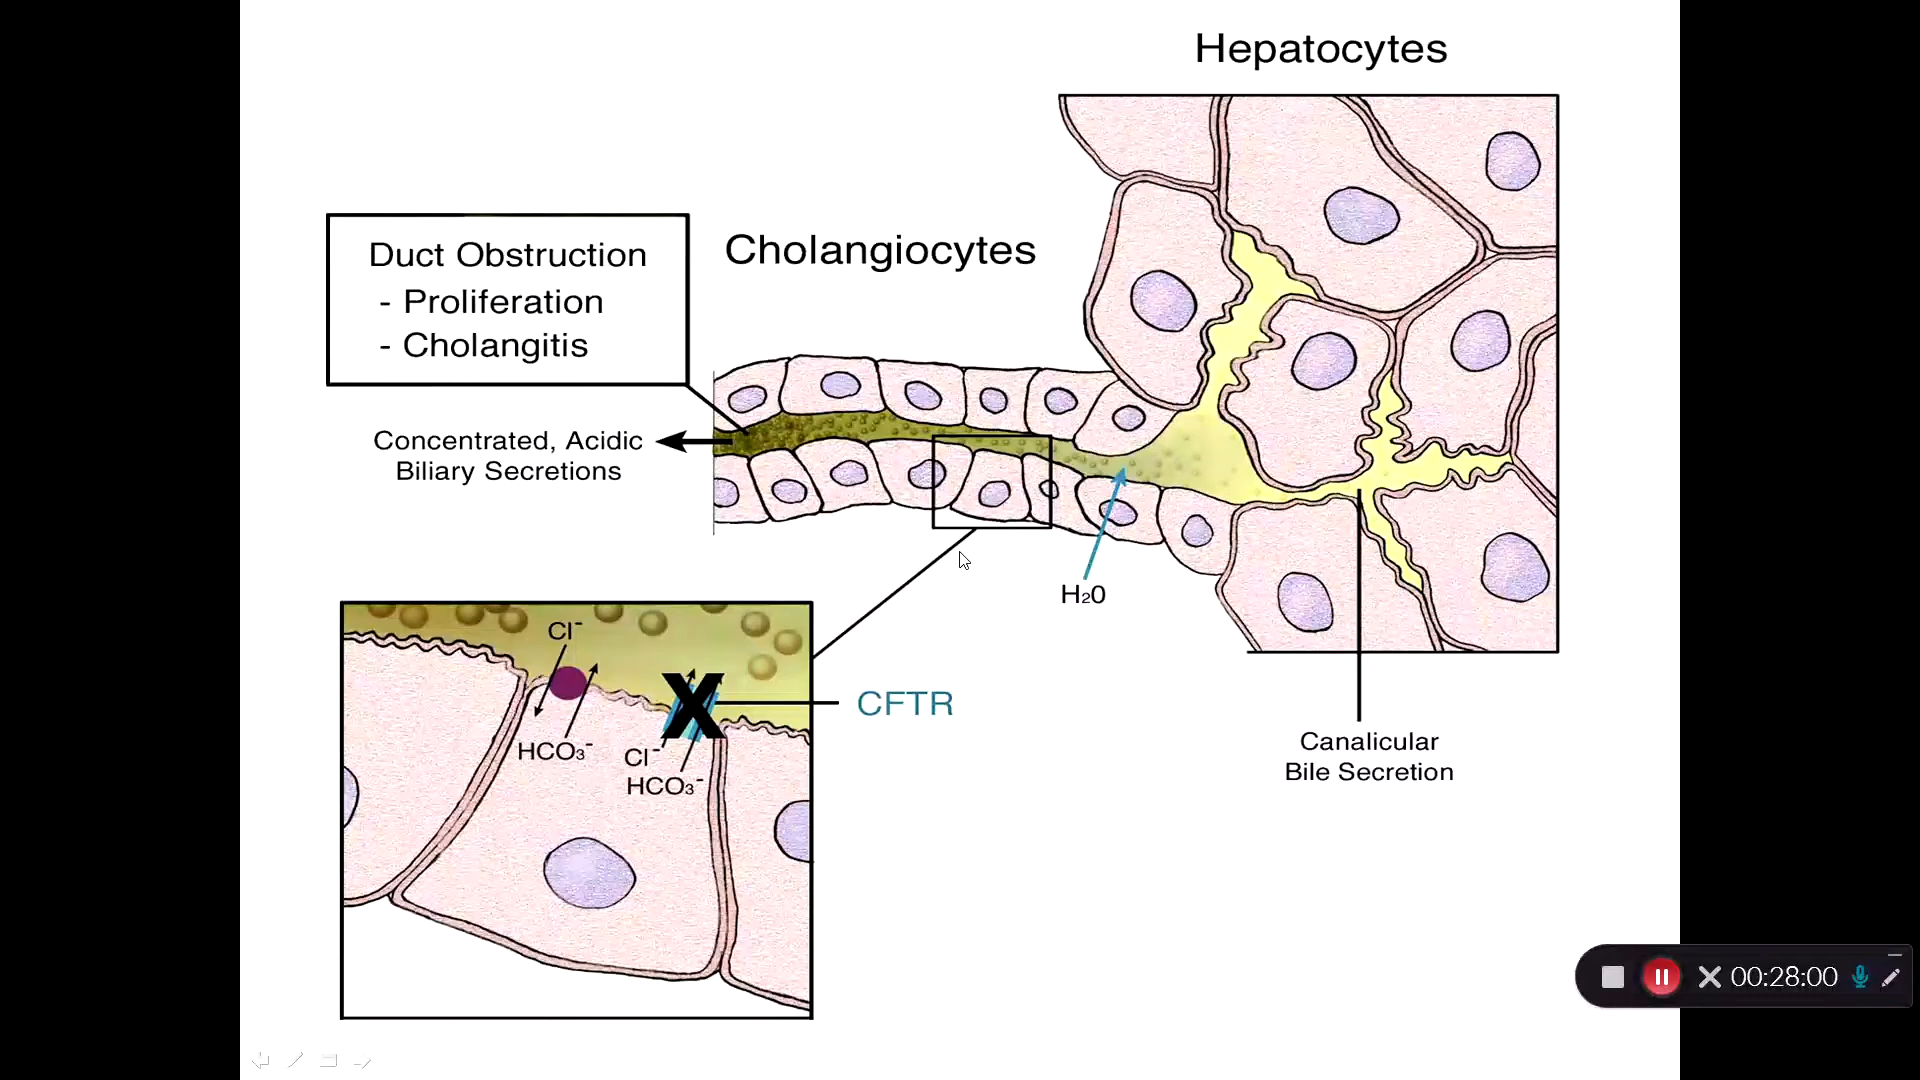 Hepatocytes
Duct Obstruction
- Proliferation
- Cholangitis
Cholangiocytes
Concentrated, Acidic
Biliary Secretions
H₂0
Cl⁻
HCO₃⁻
Cl⁻
HCO₃⁻
X
CFTR
Canalicular
Bile Secretion
00:28:00